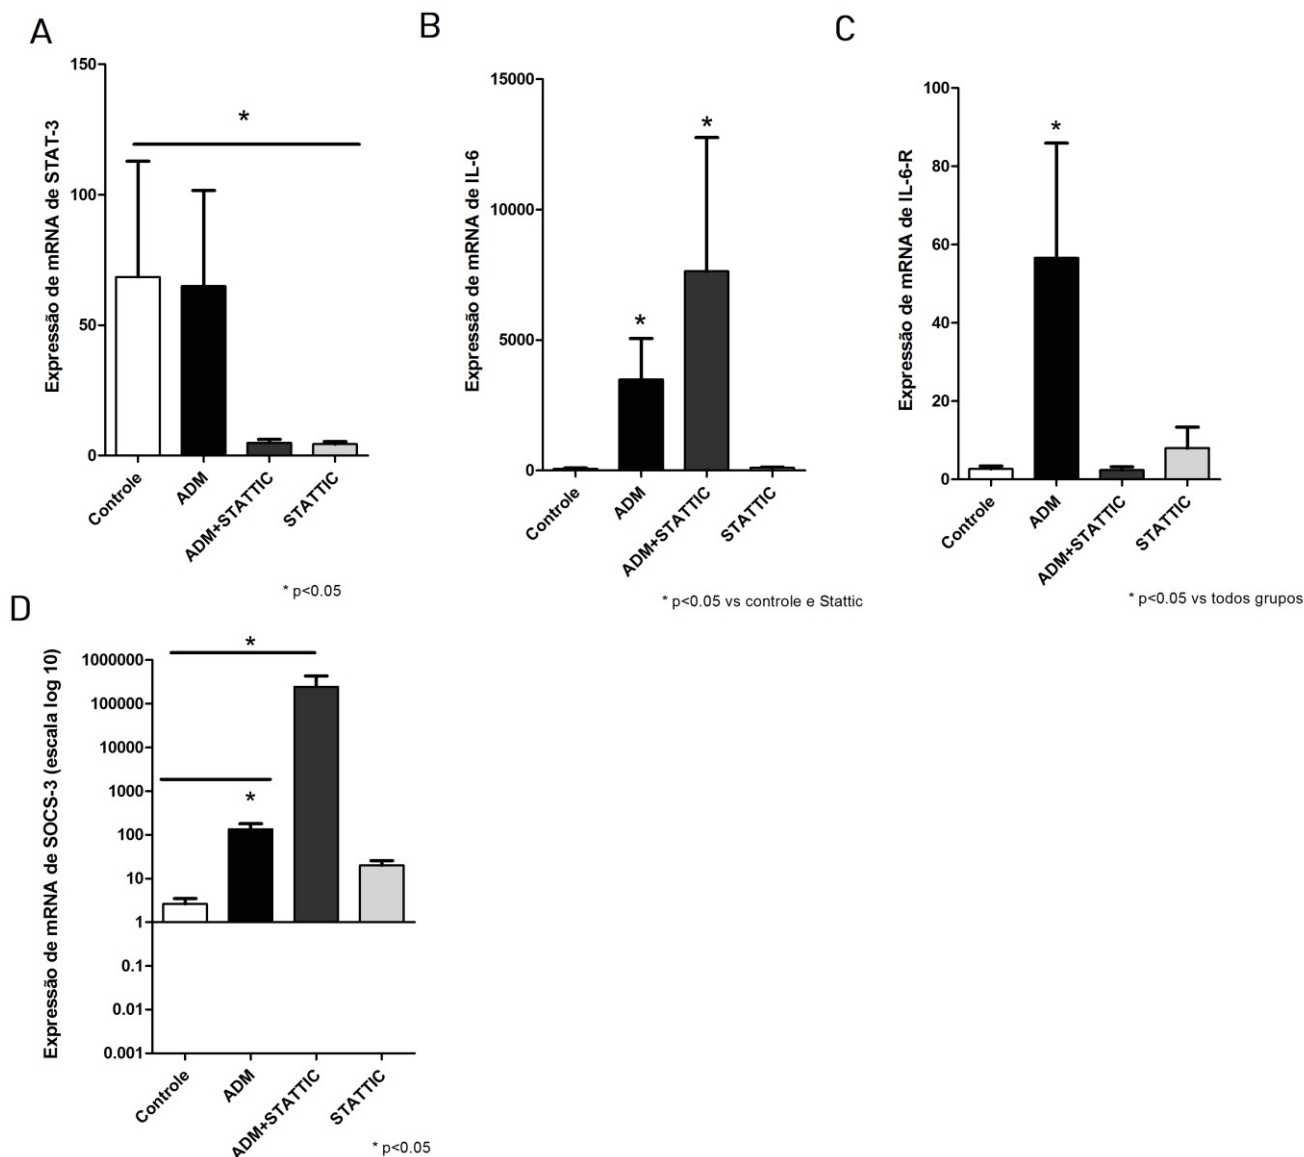 A
Expressão de mRNA de STAT-3
150
100
50
0
*
Controle
ADM
ADM+STATTIC
STATTIC
* p<0.05
B
Expressão de mRNA de IL-6
15000
10000
5000
0
*
*
Controle
ADM
ADM+STATTIC
STATTIC
* p<0.05 vs controle e Stattic
C
Expressão de mRNA de IL-6-R
100
80
60
40
20
0
*
Controle
ADM
ADM+STATTIC
STATTIC
* p<0.05 vs todos grupos
D
Expressão de mRNA de SOCS-3 (escala log 10)
1000000
100000
10000
1000
100
10
1
0.1
0.01
0.001
*
*
Controle
ADM
ADM+STATTIC
STATTIC
* p<0.05